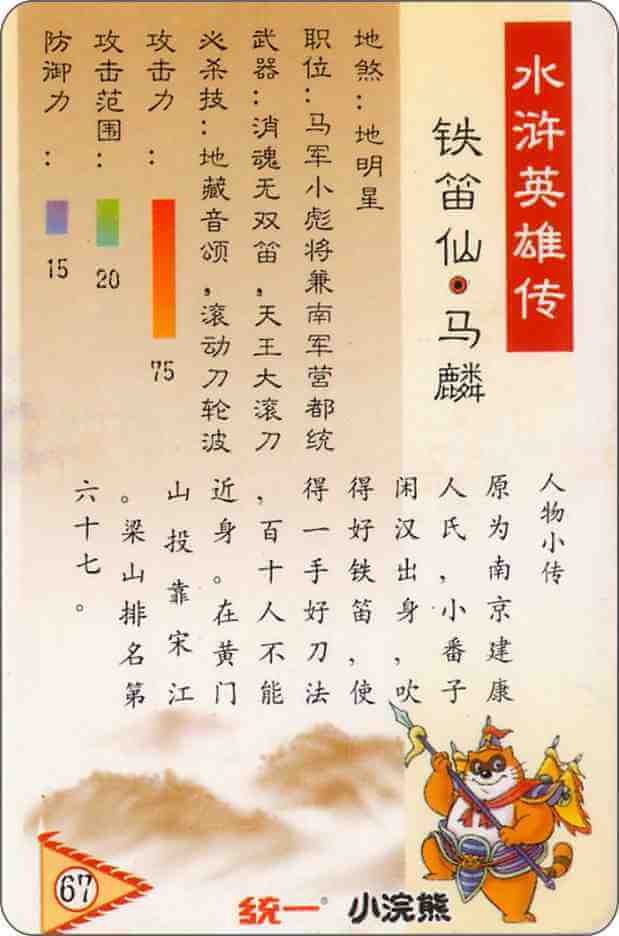 水浒英雄传
铁笛仙·马麟
地煞：地明星
职位：马军小彪将兼南军营都统
武器：消魂无双笛，天王大滚刀
必杀技：地藏音颂，滚动刀轮波
攻击力：
75
攻击范围：
20
防御力：
15
人物小传
原为南京建康
人氏，小番子
闲汉出身，吹
得好铁笛，使
得一手好刀法
，百十人不能
近身。在黄门
山投靠宋江
。梁山排名第
六十七。
67
统一® 小浣熊